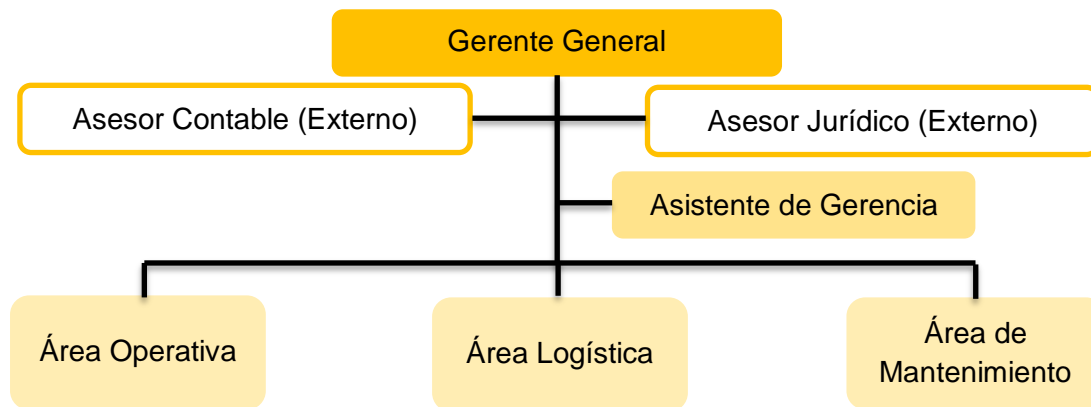 Gerente General
Asesor Contable (Externo)
Asesor Jurídico (Externo)
Asistente de Gerencia
Área Operativa
Área Logística
Área de
Mantenimiento